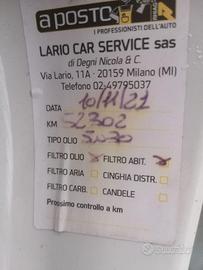 a posto
I PROFESSIONISTI DELL'AUTO
LARIO CAR SERVICE sas
di Degni Nicola & C.
Via Lario, 11A - 20159 Milano (MI)
Telefono 02-49795037
DATA 10/11/21
KM 52302
TIPO OLIO 5W30
FILTRO OLIO FILTRO ABIT.
FILTRO ARIA CINGHIA DISTR.
FILTRO CARB. CANDELE
Prossimo controllo a km
subito